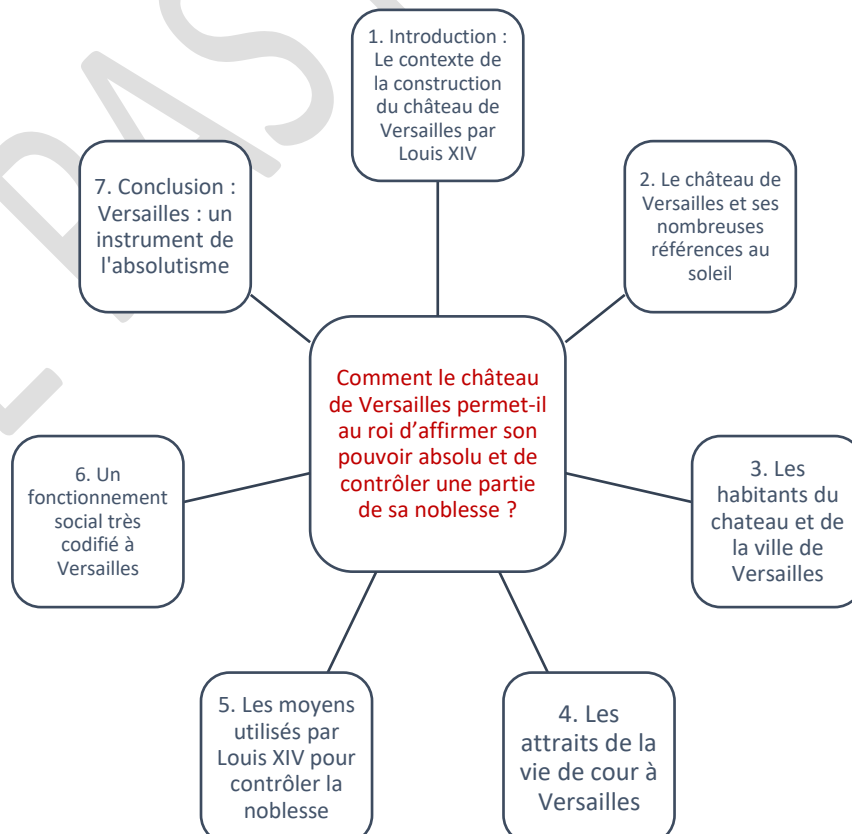 1. Introduction :
Le contexte de
la construction
du château de
Versailles par
Louis XIV
2. Le château de
Versailles et ses
nombreuses
références au
soleil
3. Les
habitants du
chateau et de
la ville de
Versailles
4. Les
attraits de la
vie de cour à
Versailles
5. Les moyens
utilisés par
Louis XIV pour
contrôler la
noblesse
6. Un
fonctionnement
social très
codifié à
Versailles
7. Conclusion :
Versailles : un
instrument de
l'absolutisme
Comment le château
de Versailles permet-il
au roi d’affirmer son
pouvoir absolu et de
contrôler une partie
de sa noblesse ?
PAS